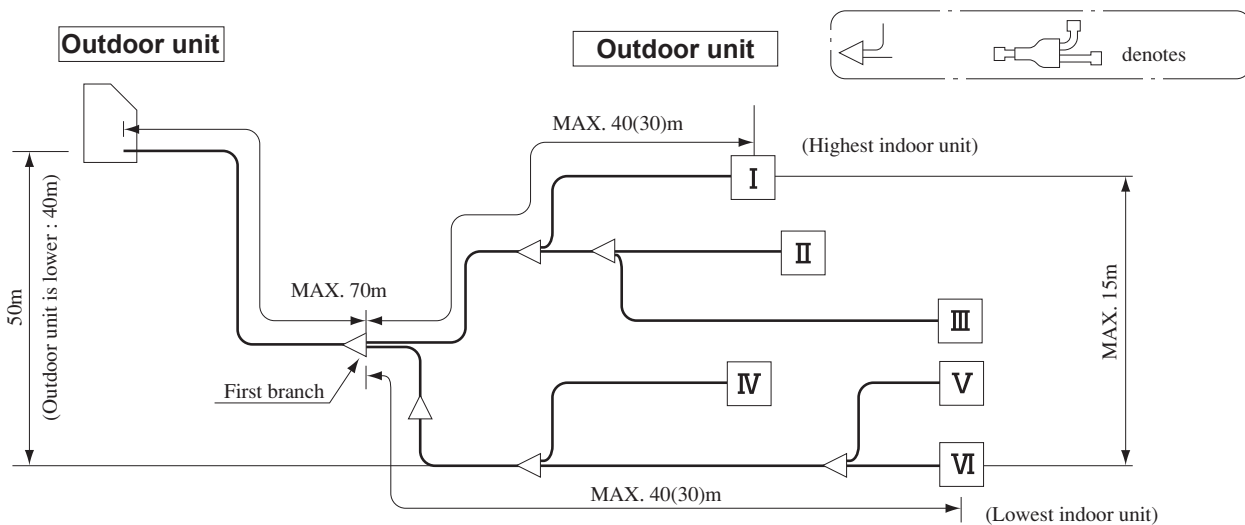 Outdoor unit
Outdoor unit
denotes
MAX. 40(30)m
(Highest indoor unit)
I
II
MAX. 70m
50m
(Outdoor unit is lower : 40m)
III
MAX. 15m
First branch
IV
V
VI
MAX. 40(30)m
(Lowest indoor unit)